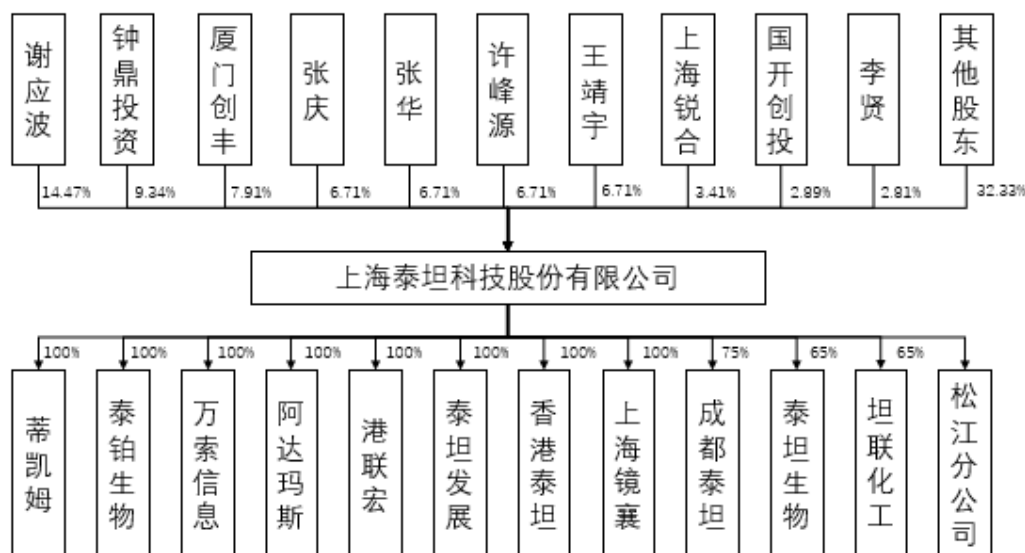 谢应波
钟鼎投资
厦门创丰
张庆
张华
许峰源
王靖宇
上海锐合
国开创投
李贤
其他股东
14.47%
9.34%
7.91%
6.71%
6.71%
6.71%
6.71%
3.41%
2.89%
2.81%
32.33%
上海泰坦科技股份有限公司
100%
100%
100%
100%
100%
100%
100%
100%
75%
65%
65%
蒂凯姆
泰铂生物
万索信息
阿达玛斯
港联宏
泰坦发展
香港泰坦
上海镜襄
成都泰坦
泰坦生物
坦联化工
松江分公司